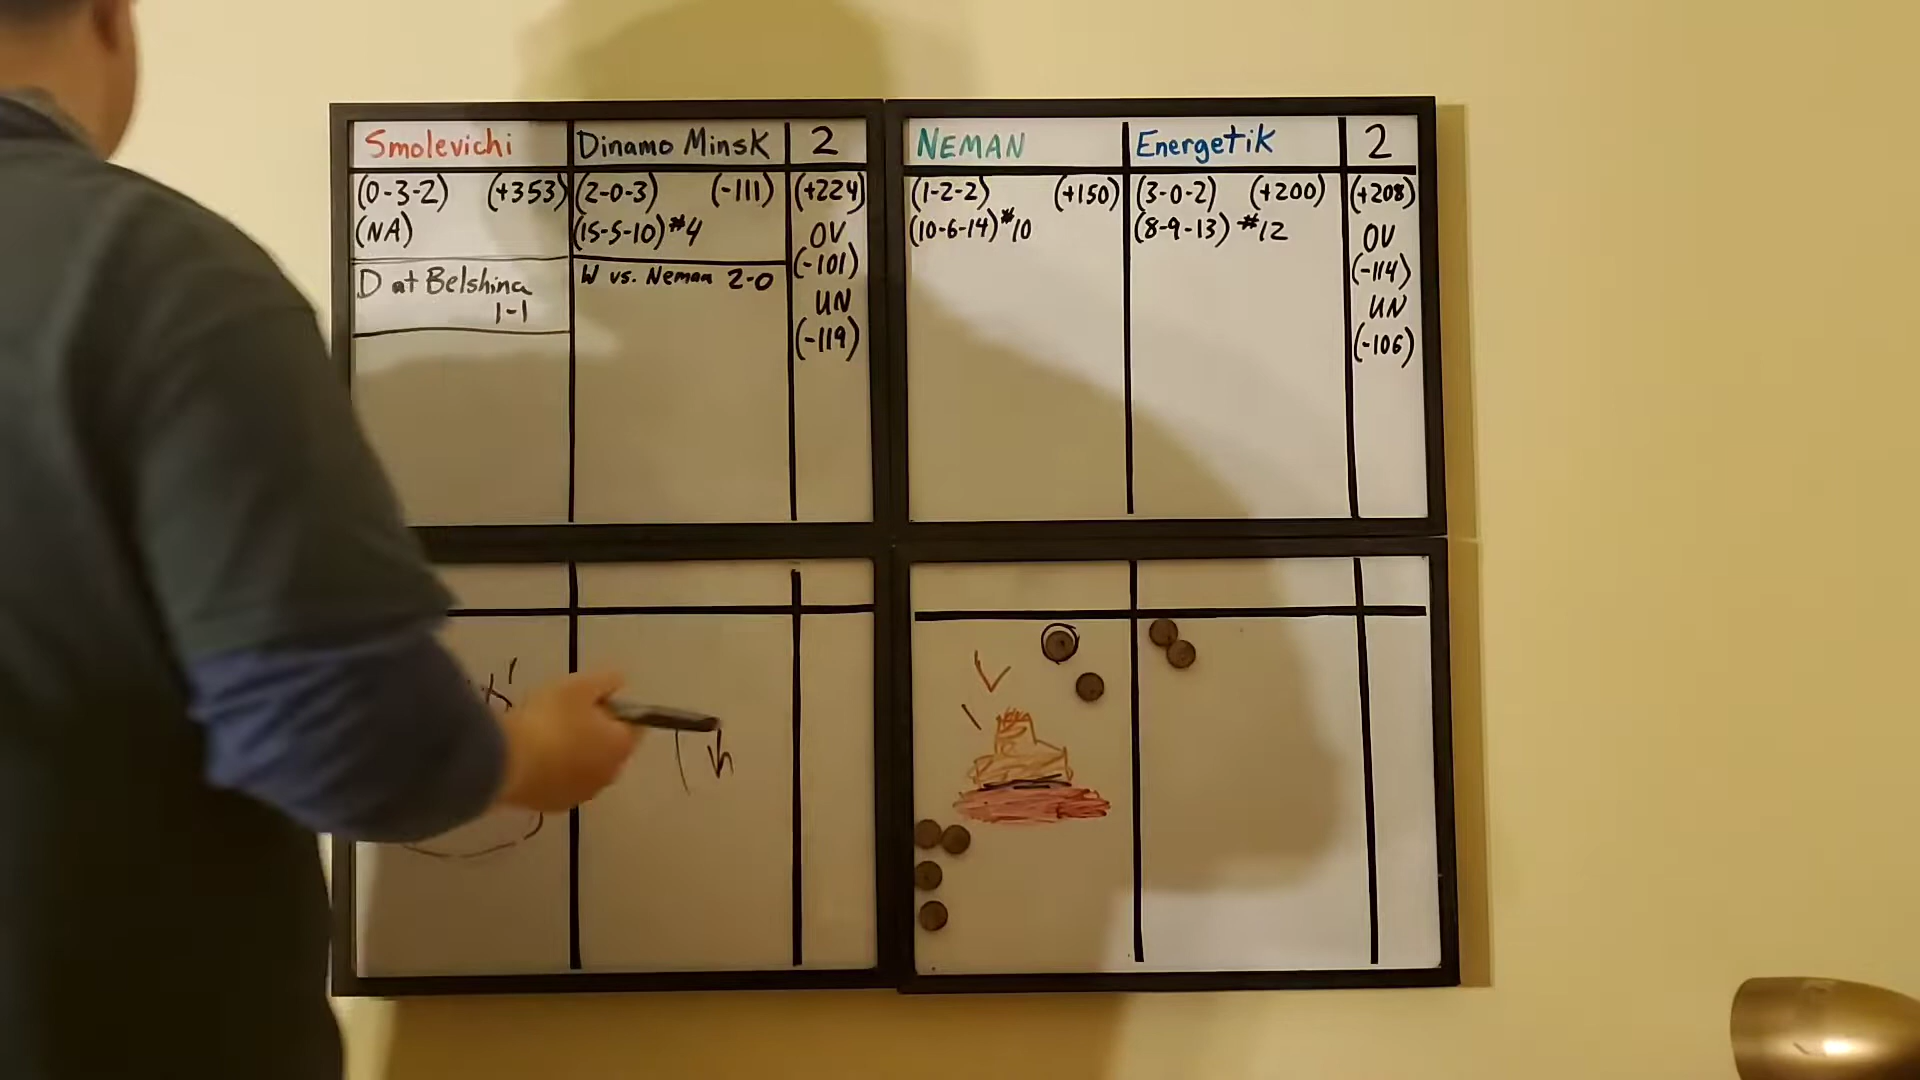 Smolevichi
(0-3-2) (+353)
(NA)
D at Belshina
1-1
Dinamo Minsk
(2-0-3) (-111)
(15-5-10) #4
W vs. Neman 2-0
2
(+224)
OV
(-101)
UN
(-119)
NEMAN
(1-2-2) (+150)
(10-6-14) #10
Energetik
(3-0-2) (+200)
(8-9-13) #12
2
(+208)
OV
(-114)
UN
(-106)